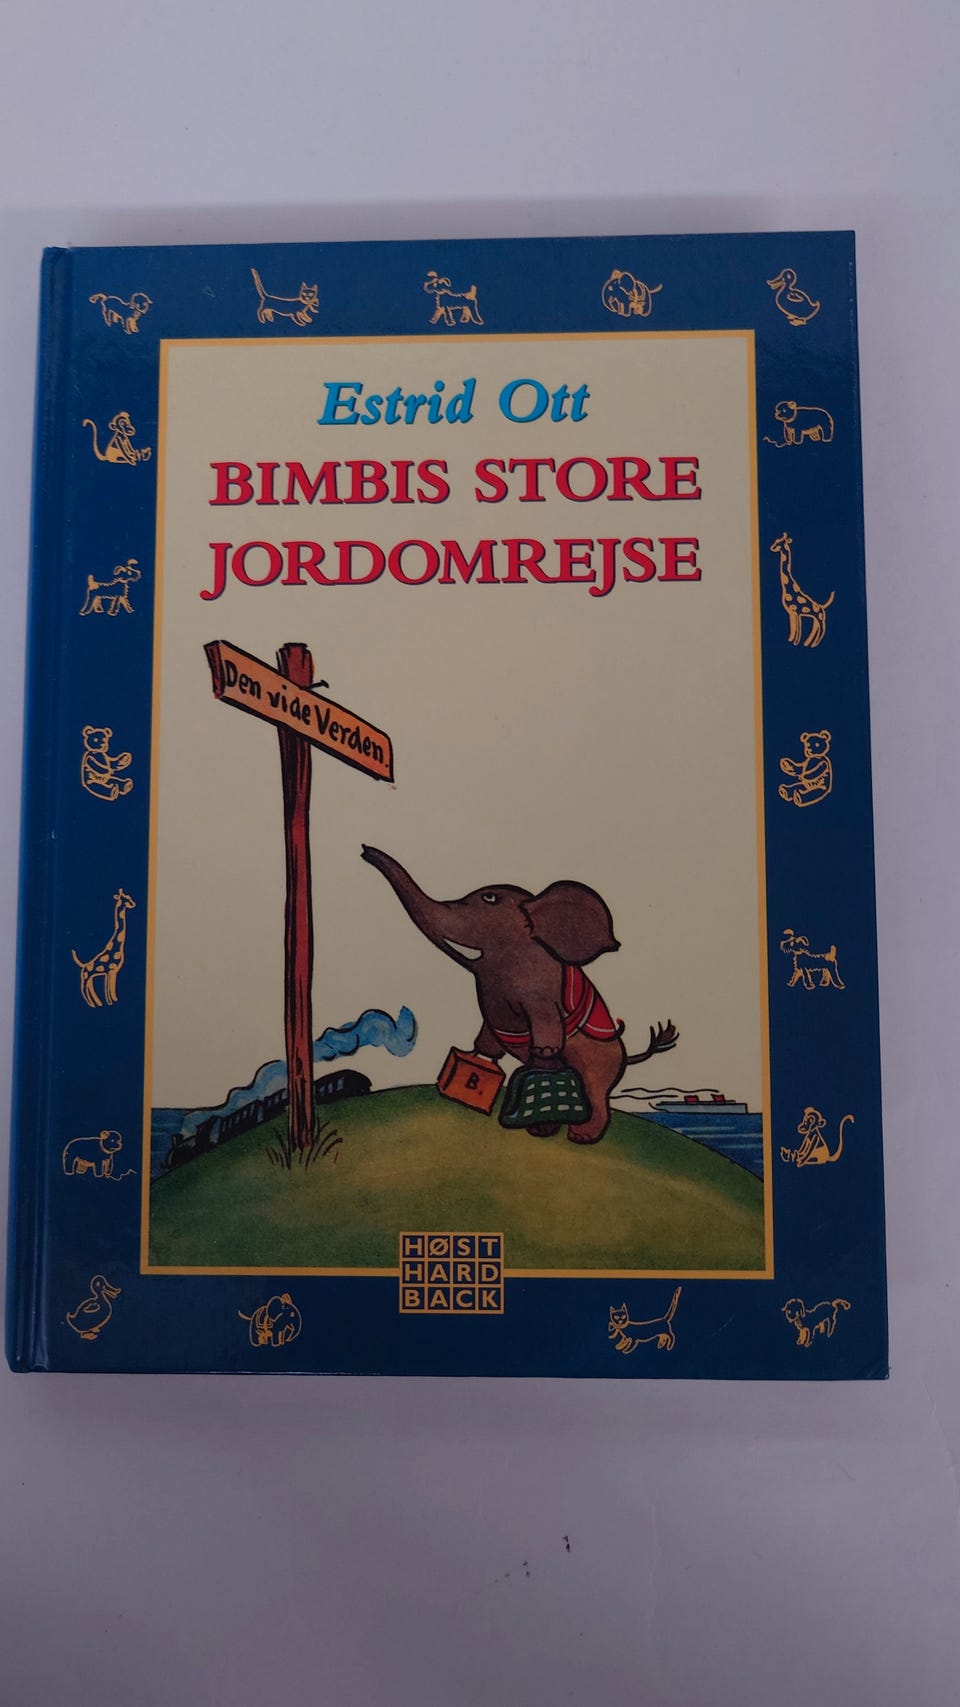 Estrid Ott
BIMBIS STORE
JORDOMREJSE
Den vide Verden.
B.
HØST
HARD
BACK